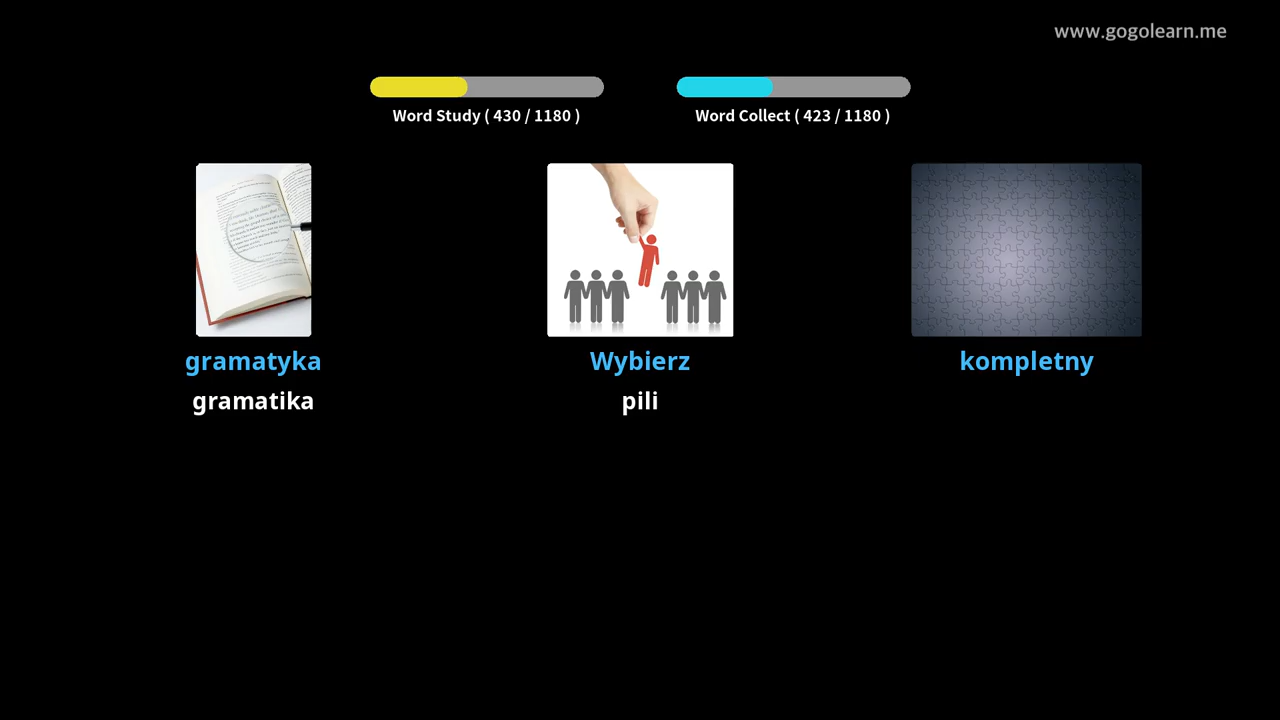 www.gogolearn.me
Word Study ( 430 / 1180 )
Word Collect ( 423 / 1180 )
gramatyka
gramatika
Wybierz
pili
kompletny